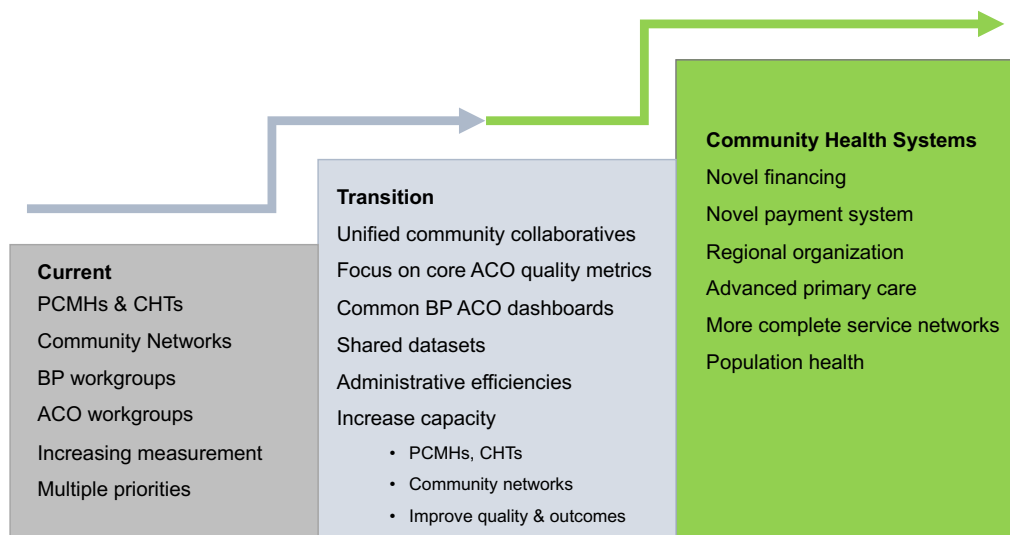 Current
PCMHs & CHTs
Community Networks
BP workgroups
ACO workgroups
Increasing measurement
Multiple priorities
Transition
Unified community collaboratives
Focus on core ACO quality metrics
Common BP ACO dashboards
Shared datasets
Administrative efficiencies
Increase capacity
• PCMHs, CHTs
• Community networks
• Improve quality & outcomes
Community Health Systems
Novel financing
Novel payment system
Regional organization
Advanced primary care
More complete service networks
Population health